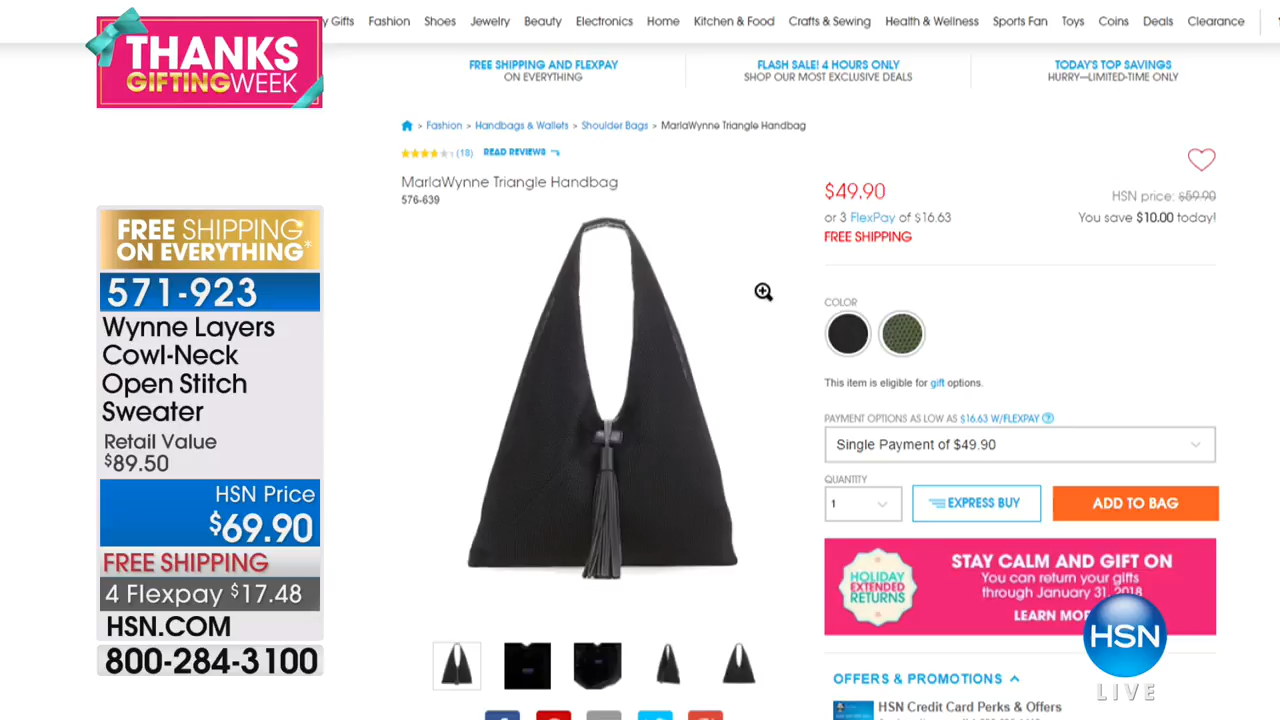 THANKS
GIFTINGWEEK
Gifts Fashion Shoes Jewelry Beauty Electronics Home Kitchen & Food Crafts & Sewing Health & Wellness Sports Fan Toys Coins Deals Clearance
FREE SHIPPING AND FLEXPAY
ON EVERYTHING
FLASH SALE! 4 HOURS ONLY
SHOP OUR MOST EXCLUSIVE DEALS
TODAY'S TOP SAVINGS
HURRY—LIMITED-TIME ONLY
> Fashion > Handbags & Wallets > Shoulder Bags > MarlaWynne Triangle Handbag
(18) READ REVIEWS
MarlaWynne Triangle Handbag
576-639
$49.90
HSN price: $59.90
or 3 FlexPay of $16.63
You save $10.00 today!
FREE SHIPPING
COLOR
This item is eligible for gift options.
PAYMENT OPTIONS AS LOW AS $16.63 W/FLEXPAY ?
Single Payment of $49.90
QUANTITY
1
EXPRESS BUY
ADD TO BAG
HOLIDAY
EXTENDED
RETURNS
STAY CALM AND GIFT ON
You can return your gifts
through January 31, 2018
LEARN
OFFERS & PROMOTIONS
HSN Credit Card Perks & Offers
FREE SHIPPING
ON EVERYTHING*
571-923
Wynne Layers
Cowl-Neck
Open Stitch
Sweater
Retail Value
$89.50
HSN Price
$69.90
FREE SHIPPING
4 Flexpay $17.48
HSN.COM
800-284-3100
HSN
LIVE